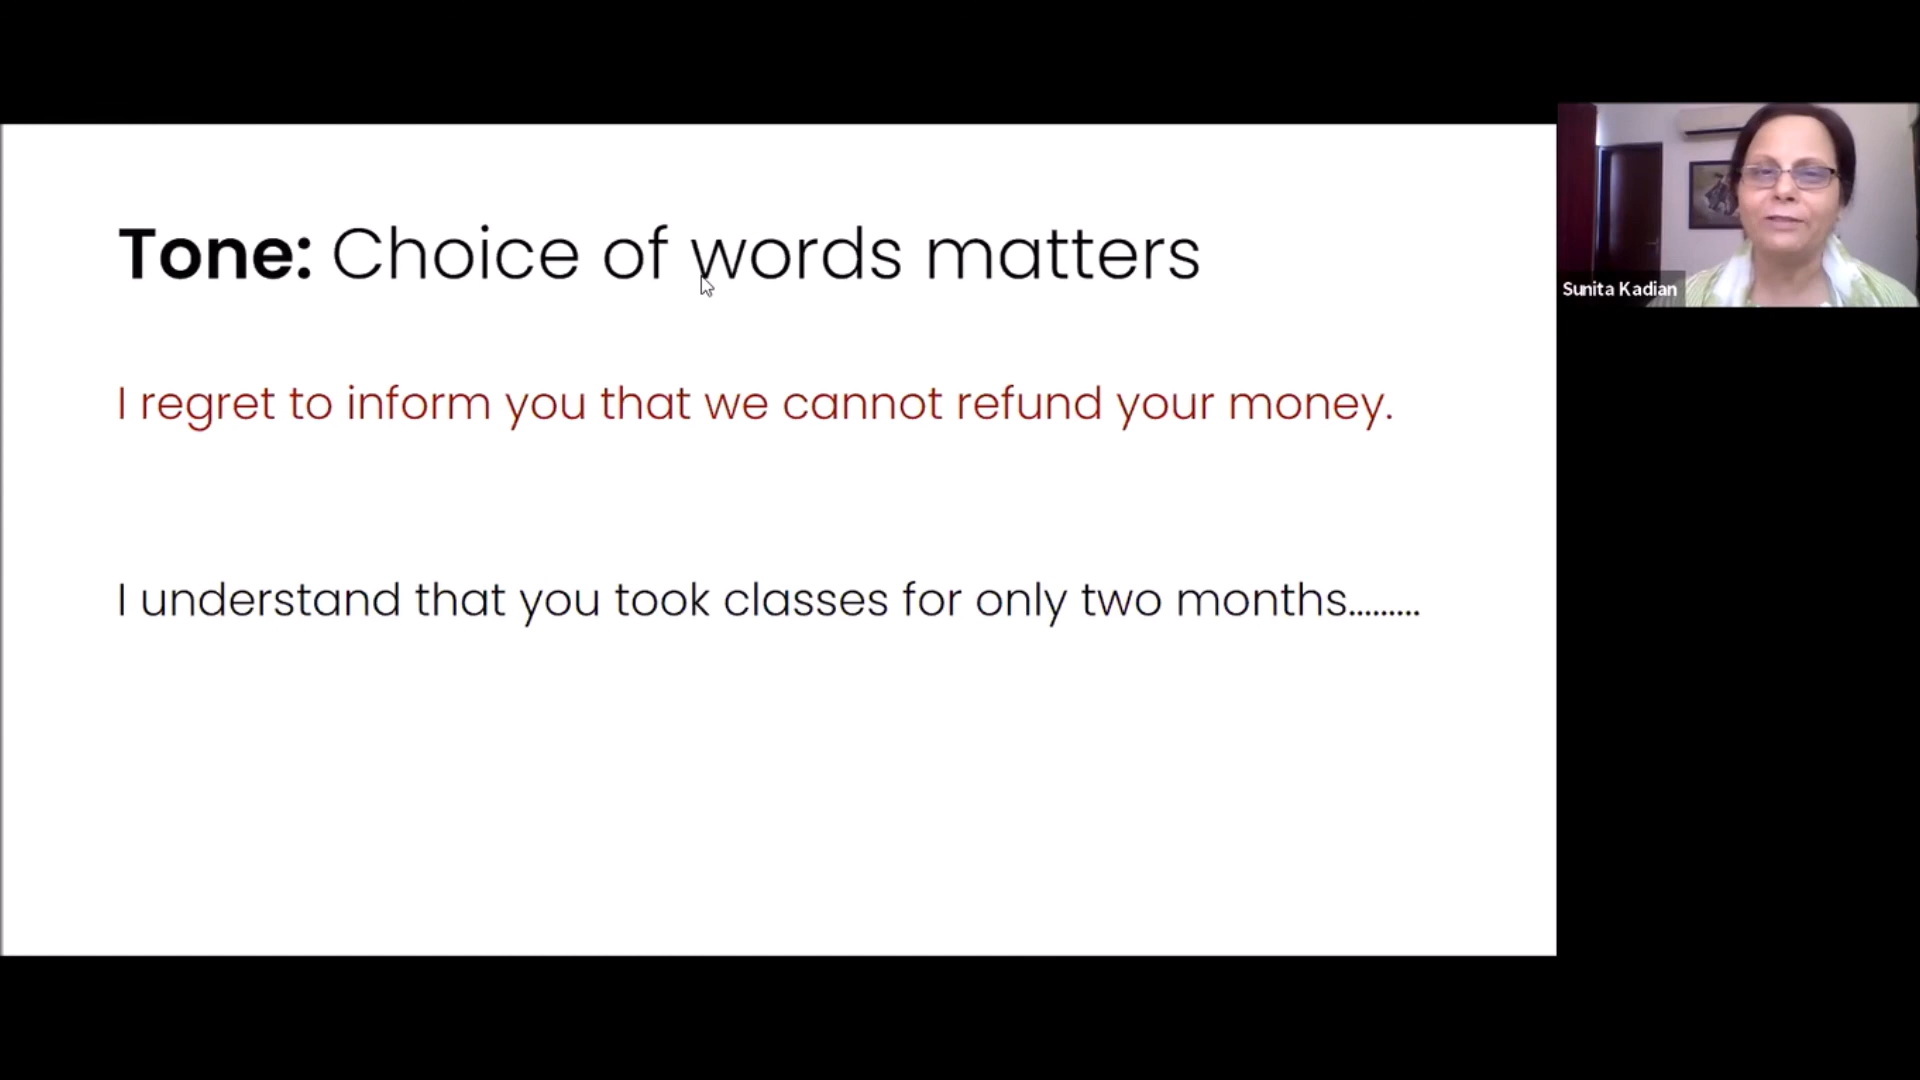 Tone: Choice of words matters
I regret to inform you that we cannot refund your money.
I understand that you took classes for only two months.........
Sunita Kadian